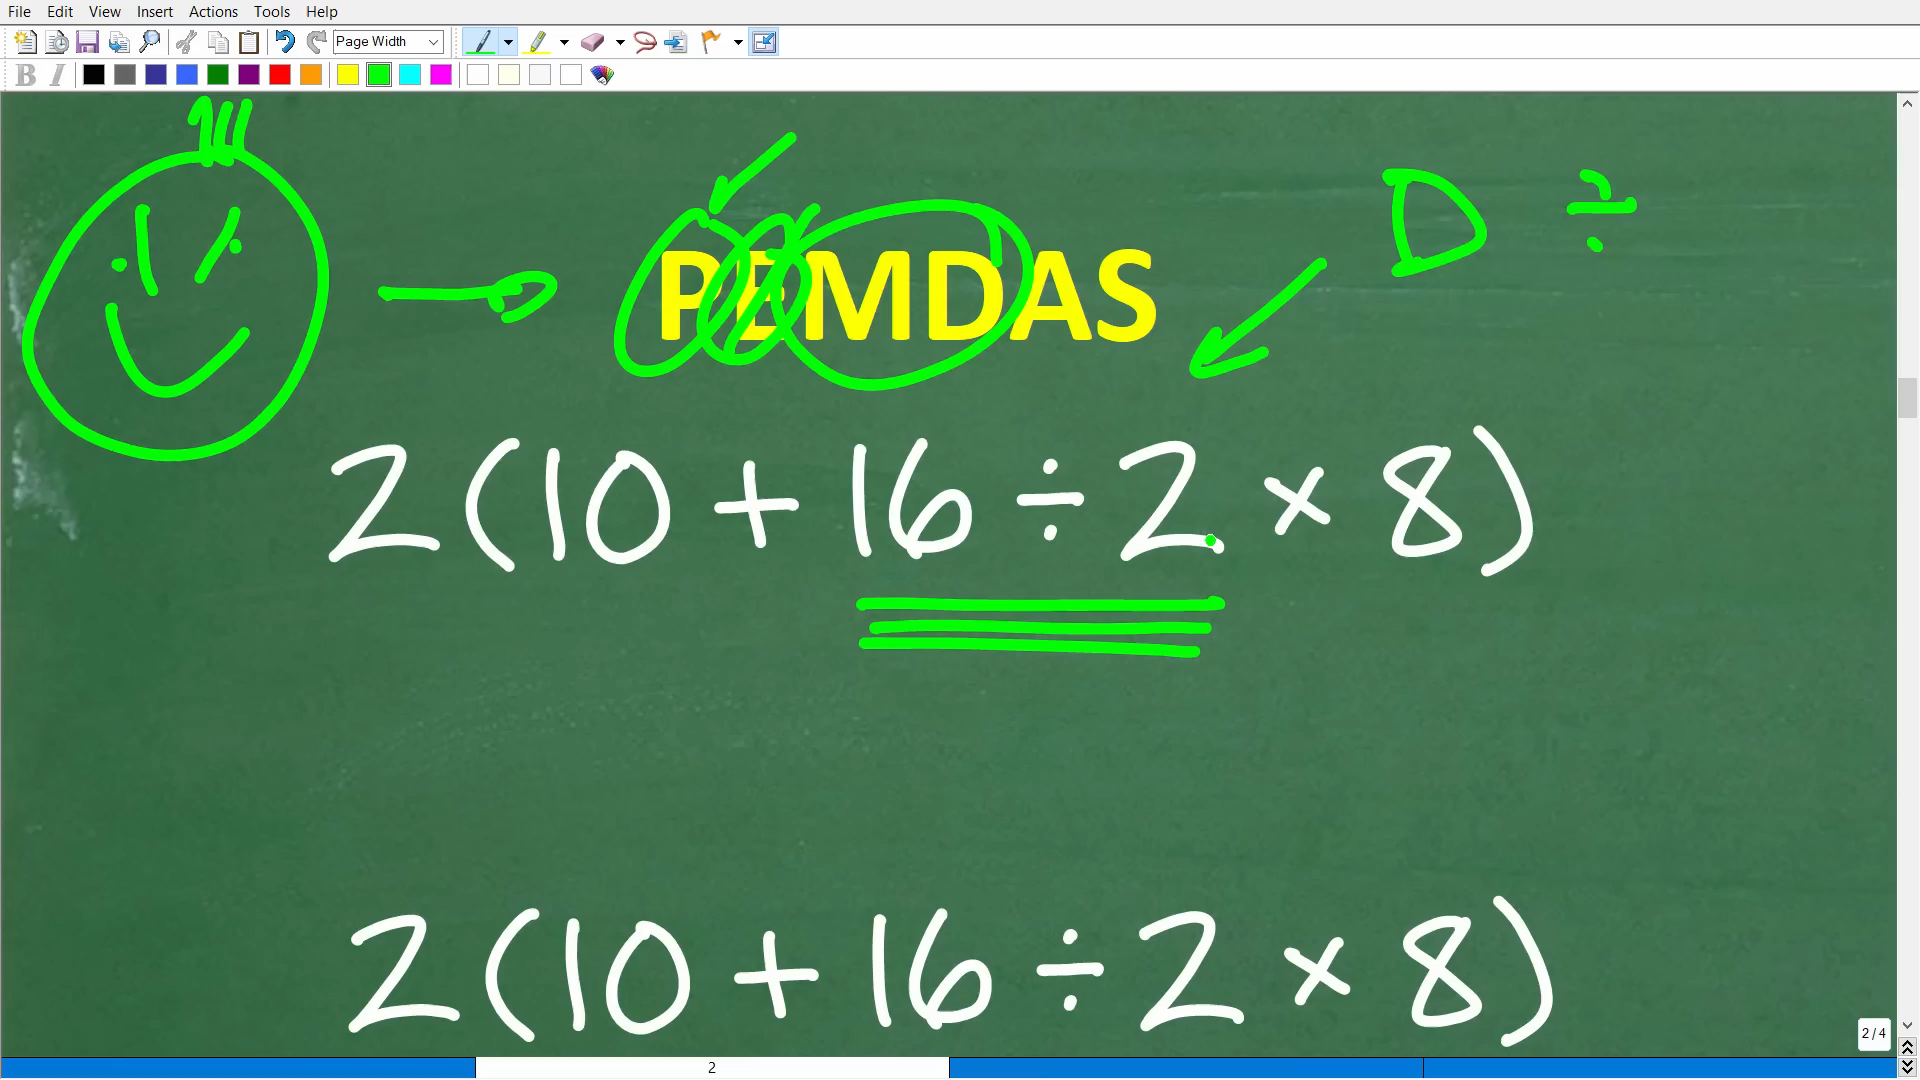 File Edit View Insert Actions Tools Help
Page Width
B I
D ÷
PEMDAS
2(10 + 16 ÷ 2 × 8)
2(10 + 16 ÷ 2 × 8)
2 / 4
2